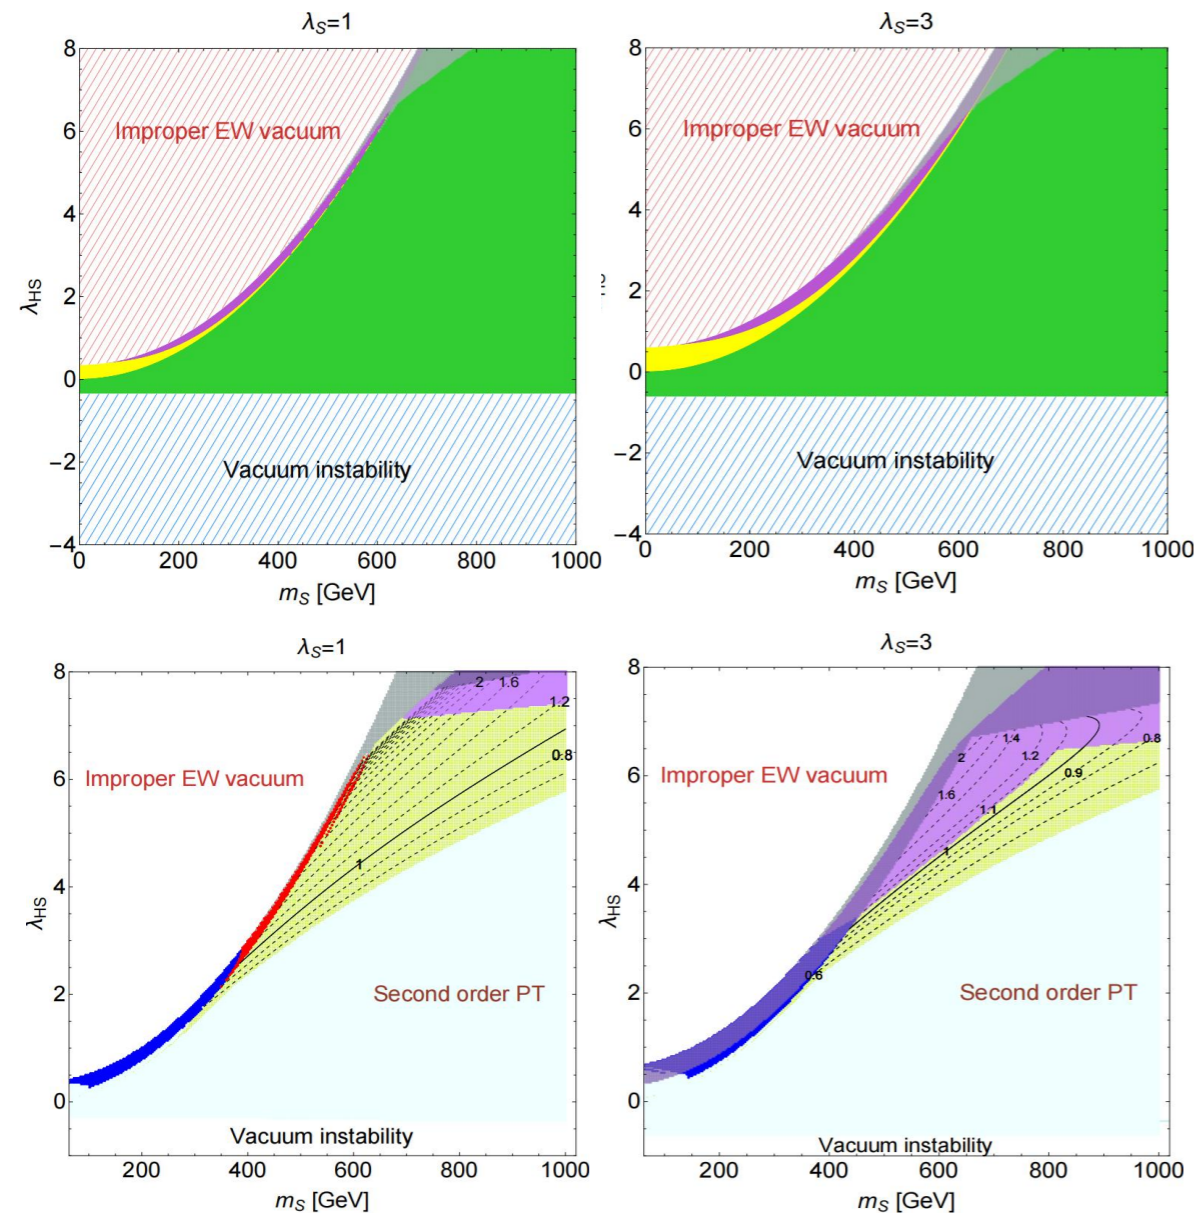 λS=1
8
6
4
2
0
−2
−4
λHS
Improper EW vacuum
Vacuum instability
0 200 400 600 800 1000
mS [GeV]
λS=3
8
6
4
2
0
−2
−4
Improper EW vacuum
Vacuum instability
0 200 400 600 800 1000
mS [GeV]
λS=1
8
6
4
2
0
λHS
Improper EW vacuum
2 1.6
1.2
0.8
1
Second order PT
Vacuum instability
200 400 600 800 1000
mS [GeV]
λS=3
8
6
4
2
0
λHS
Improper EW vacuum
1.4
2 1.2 0.8
0.9
1.6
1.1
1
0.6
Second order PT
Vacuum instability
200 400 600 800 1000
mS [GeV]